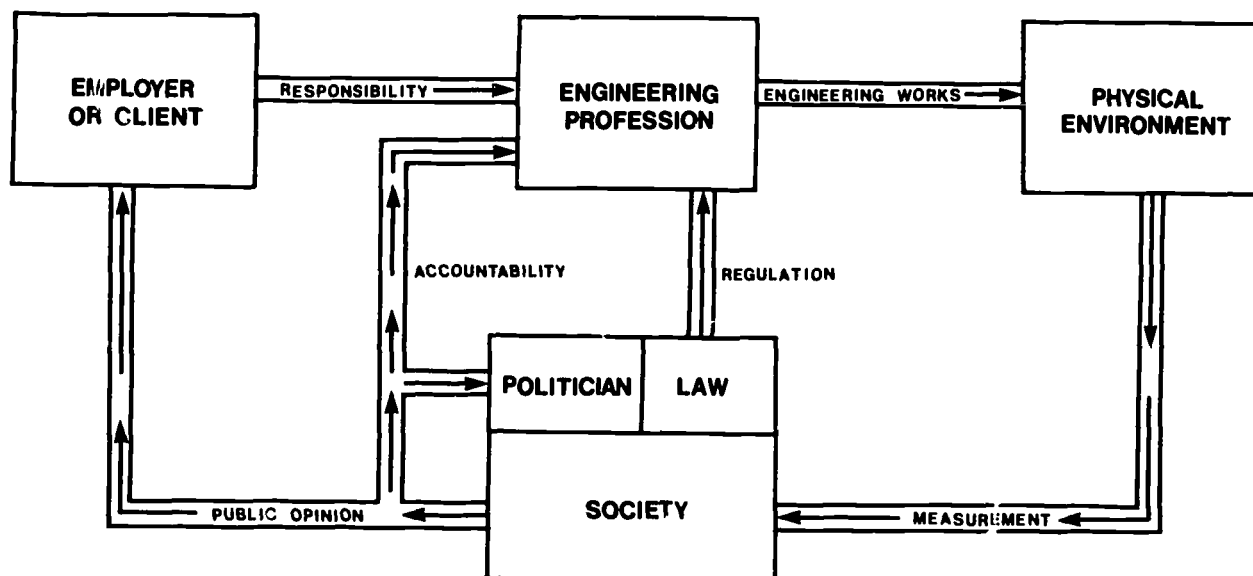 EMPLOYER
OR CLIENT
RESPONSIBILITY
ENGINEERING
PROFESSION
ENGINEERING WORKS
PHYSICAL
ENVIRONMENT
ACCOUNTABILITY
REGULATION
POLITICIAN
LAW
SOCIETY
PUBLIC OPINION
MEASUREMENT